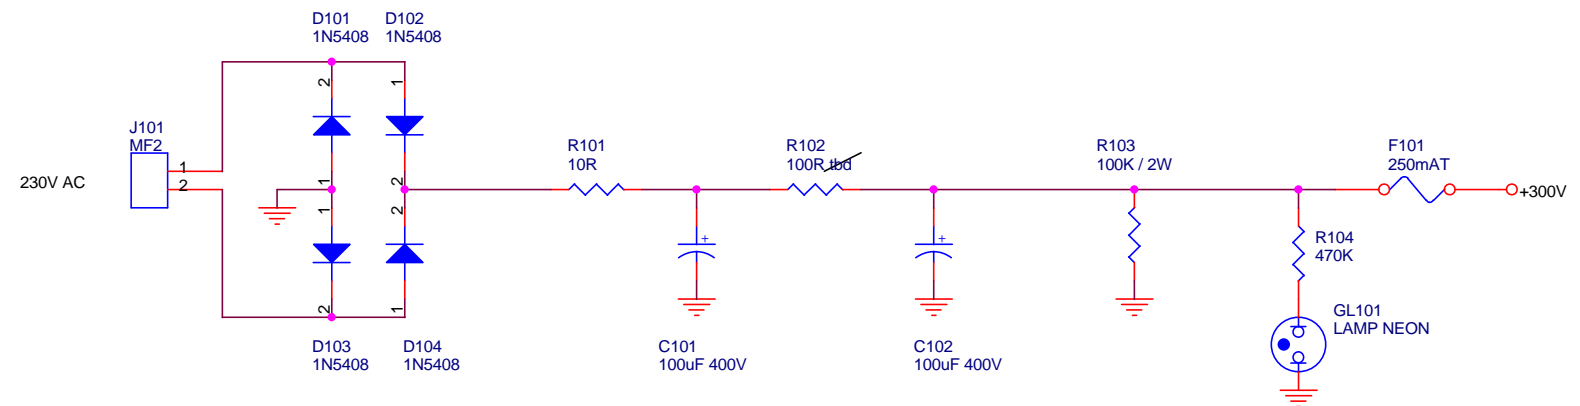 D101
1N5408
D102
1N5408
2
1
J101
MF2
1
2
230V AC
1
2
1
2
2
1
D103
1N5408
D104
1N5408
R101
10R
R102
100R tbd
R103
100K / 2W
F101
250mAT
+300V
+
+
R104
470K
GL101
LAMP NEON
C101
100uF 400V
C102
100uF 400V